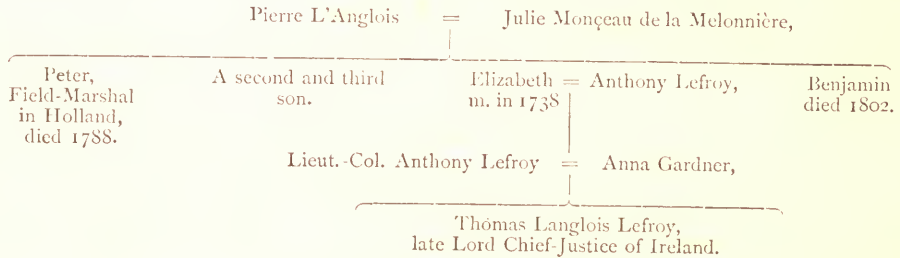 Pierre L'Anglois = Julie Monçeau de la Melonnière,
Peter,
Field-Marshal
in Holland,
died 1788.
A second and third
son.
Elizabeth = Anthony Lefroy,
m. in 1738
Benjamin
died 1802.
Lieut.-Col. Anthony Lefroy = Anna Gardner,
Thomas Langlois Lefroy,
late Lord Chief-Justice of Ireland.